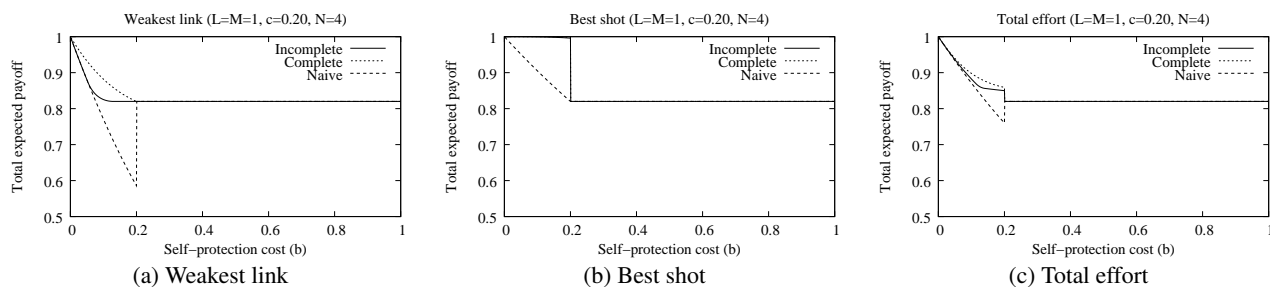 Weakest link (L=M=1, c=0.20, N=4)
Total expected payoff
1
0.9
0.8
0.7
0.6
0.5
Incomplete
Complete
Naive
0 0.2 0.4 0.6 0.8 1
Self−protection cost (b)
(a) Weakest link
Best shot (L=M=1, c=0.20, N=4)
Total expected payoff
1
0.9
0.8
0.7
0.6
0.5
Incomplete
Complete
Naive
0 0.2 0.4 0.6 0.8 1
Self−protection cost (b)
(b) Best shot
Total effort (L=M=1, c=0.20, N=4)
Total expected payoff
1
0.9
0.8
0.7
0.6
0.5
Incomplete
Complete
Naive
0 0.2 0.4 0.6 0.8 1
Self−protection cost (b)
(c) Total effort